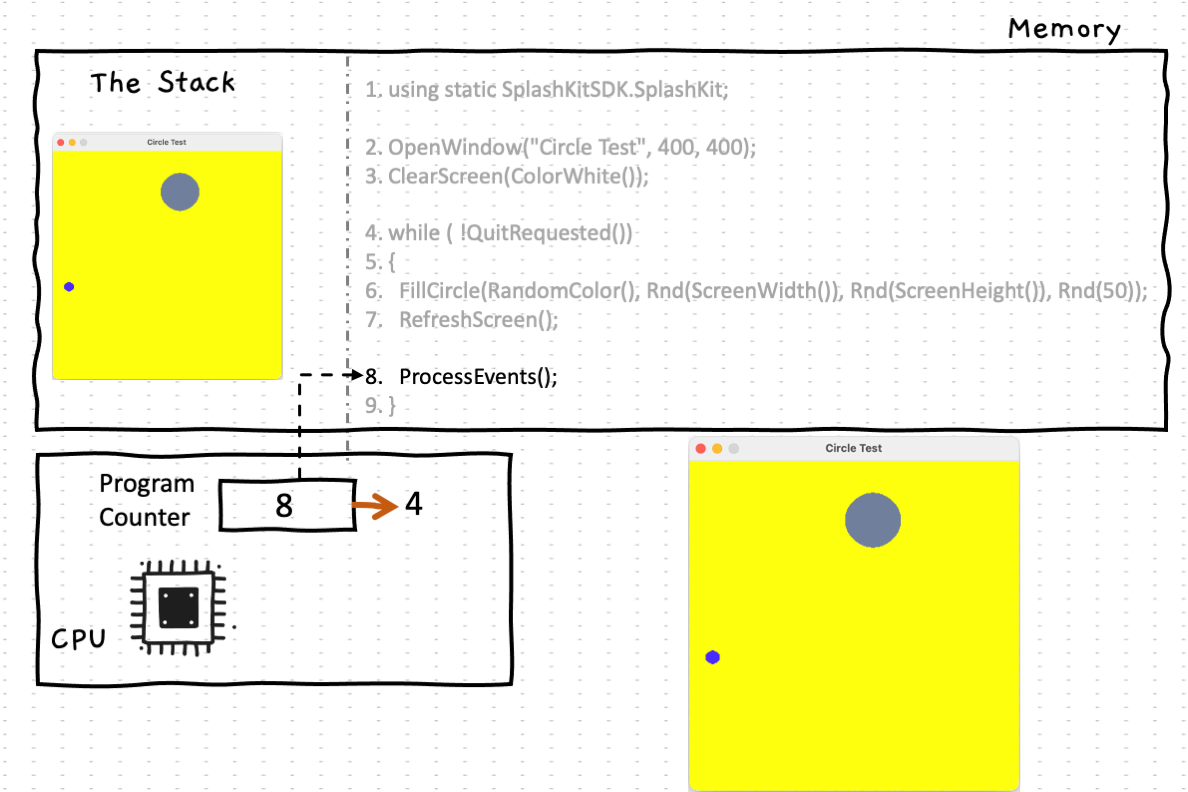 Memory
The Stack
Circle Test
1. using static SplashKitSDK.SplashKit;
2. OpenWindow("Circle Test", 400, 400);
3. ClearScreen(ColorWhite());
4. while ( !QuitRequested())
5. {
6. FillCircle(RandomColor(), Rnd(ScreenWidth()), Rnd(ScreenHeight()), Rnd(50));
7. RefreshScreen();
8. ProcessEvents();
9. }
Program
Counter
8
4
CPU
Circle Test